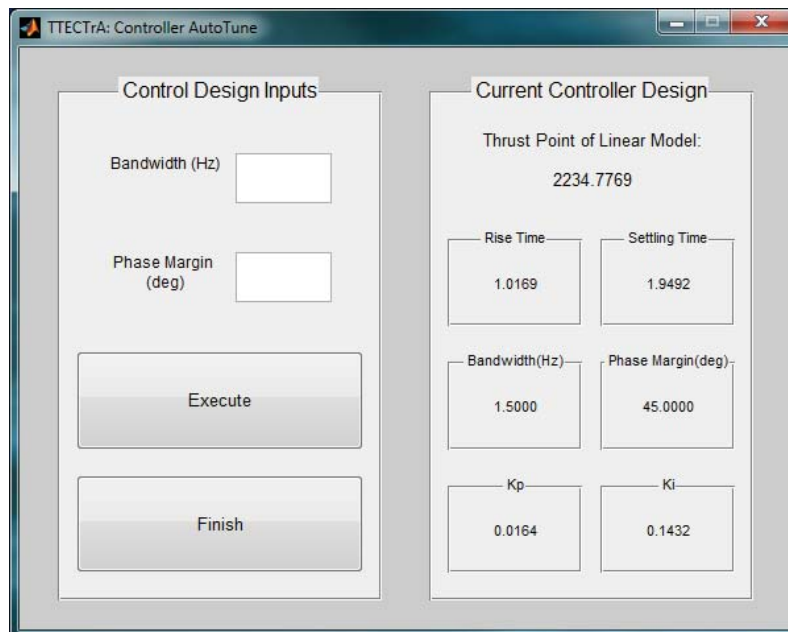 TTECTrA: Controller AutoTune
Control Design Inputs
Bandwidth (Hz)
Phase Margin
(deg)
Execute
Finish
Current Controller Design
Thrust Point of Linear Model:
2234.7769
Rise Time
1.0169
Settling Time
1.9492
Bandwidth(Hz)
1.5000
Phase Margin(deg)
45.0000
Kp
0.0164
Ki
0.1432